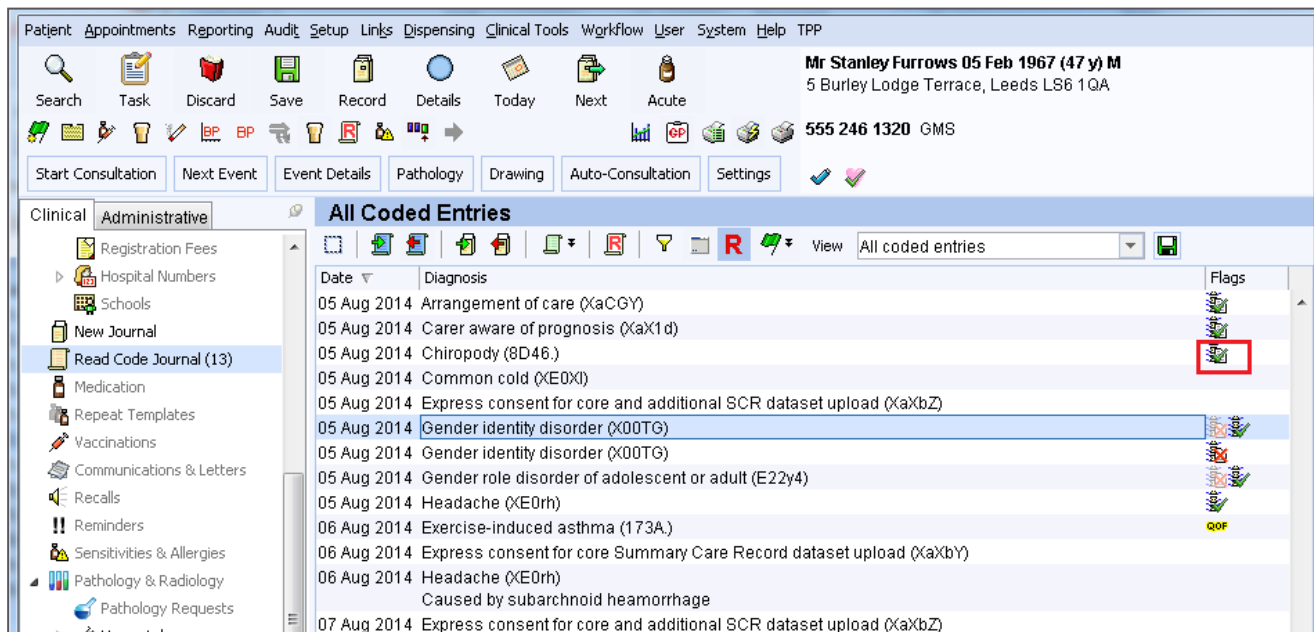 Patient Appointments Reporting Audit Setup Links Dispensing Clinical Tools Workflow User System Help TPP
Search Task Discard Save Record Details Today Next Acute
Mr Stanley Furrows 05 Feb 1967 (47 y) M
5 Burley Lodge Terrace, Leeds LS6 1QA
BP BP R GP
555 246 1320 GMS
Start Consultation Next Event Event Details Pathology Drawing Auto-Consultation Settings
Clinical Administrative
Registration Fees
Hospital Numbers
Schools
New Journal
Read Code Journal (13)
Medication
Repeat Templates
Vaccinations
Communications & Letters
Recalls
Reminders
Sensitivities & Allergies
Pathology & Radiology
Pathology Requests
All Coded Entries
R R View All coded entries
Date Diagnosis Flags
05 Aug 2014 Arrangement of care (XaCGY)
05 Aug 2014 Carer aware of prognosis (XaX1d)
05 Aug 2014 Chiropody (8D46.)
05 Aug 2014 Common cold (XE0Xl)
05 Aug 2014 Express consent for core and additional SCR dataset upload (XaXbZ)
05 Aug 2014 Gender identity disorder (X00TG)
05 Aug 2014 Gender identity disorder (X00TG)
05 Aug 2014 Gender role disorder of adolescent or adult (E22y4)
05 Aug 2014 Headache (XE0rh)
06 Aug 2014 Exercise-induced asthma (173A.) QOF
06 Aug 2014 Express consent for core Summary Care Record dataset upload (XaXbY)
06 Aug 2014 Headache (XE0rh)
Caused by subarchnoid heamorrhage
07 Aug 2014 Express consent for core and additional SCR dataset upload (XaXbZ)